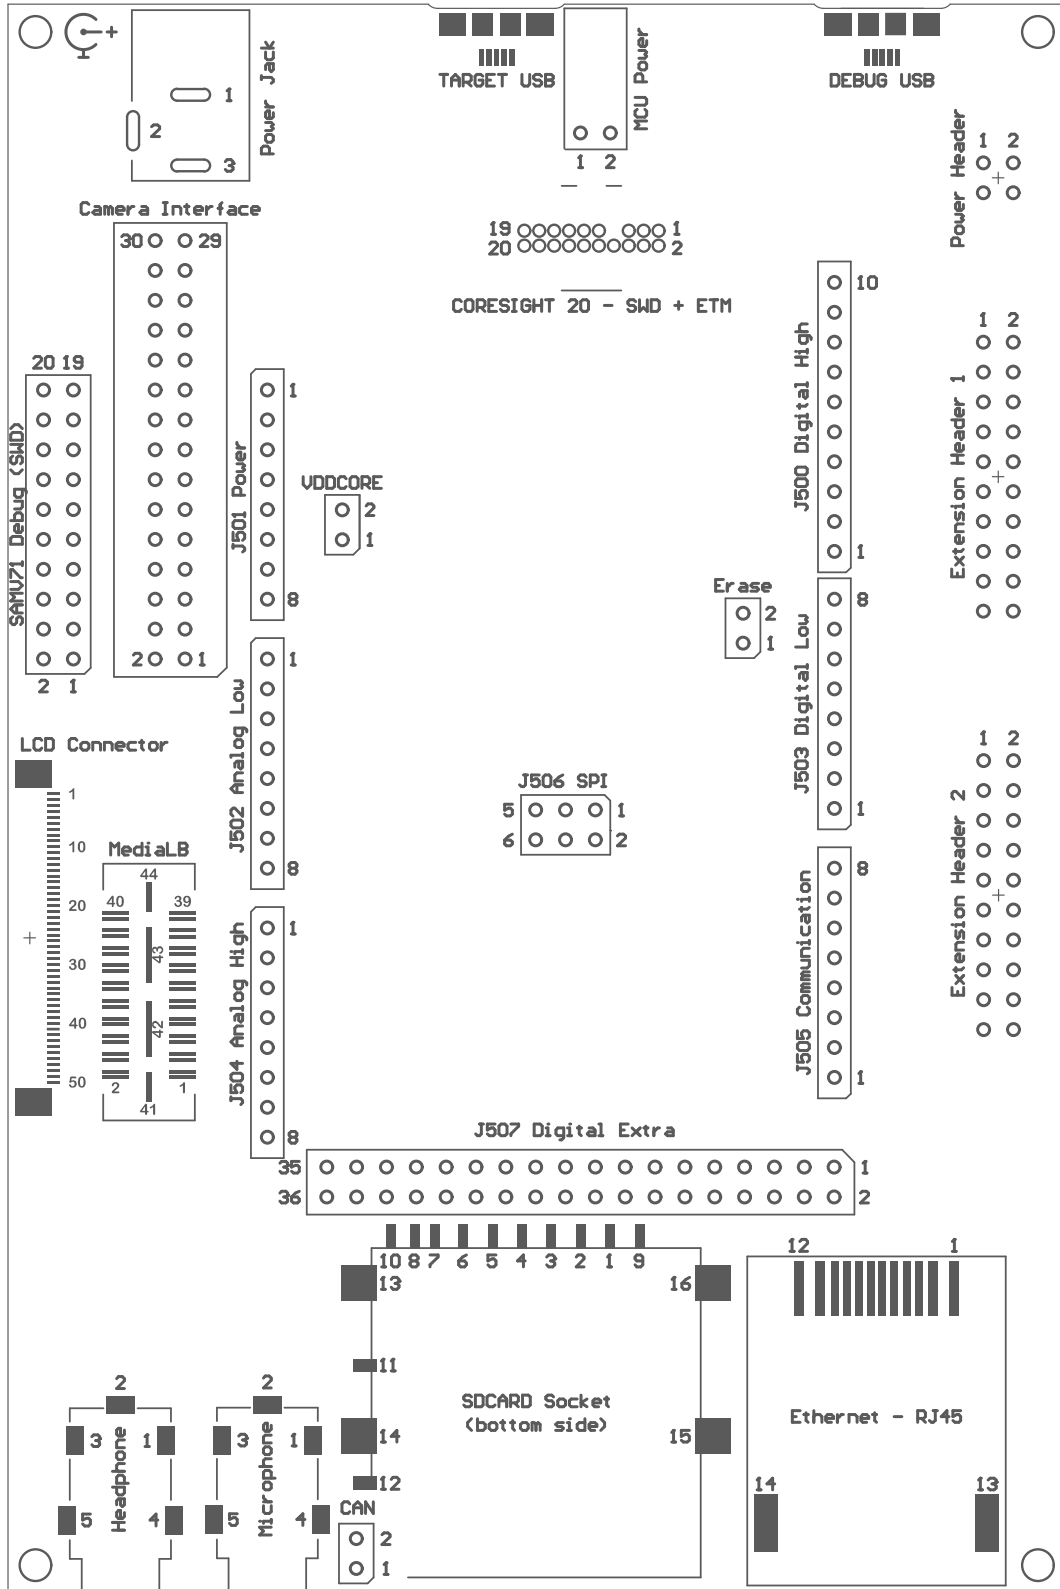 +
TARGET USB
DEBUG USB
MCU Power
1 2
Power Jack
1
2
3
Power Header
1 2
Camera Interface
30 29
2 1
19 1
20 2
CORESIGHT 20 - SWD + ETM
J500 Digital High
10
1
Extension Header 1
1 2
SAMV71 Debug (SWD)
20 19
2 1
J501 Power
1
8
VDDCORE
2
1
Erase
2
1
J503 Digital Low
8
1
J502 Analog Low
1
8
LCD Connector
1
10
20
30
40
50
MediaLB
44
40 39
43
42
2 1
41
J506 SPI
5 1
6 2
Extension Header 2
1 2
J505 Communication
8
1
J504 Analog High
1
8
J507 Digital Extra
35 1
36 2
10 8 7 6 5 4 3 2 1 9
13 16
11
14 15
12
SDCARD Socket
(bottom side)
12 1
Ethernet - RJ45
14 13
Headphone
2
3 1
5 4
Microphone
2
3 1
5 4
CAN
2
1